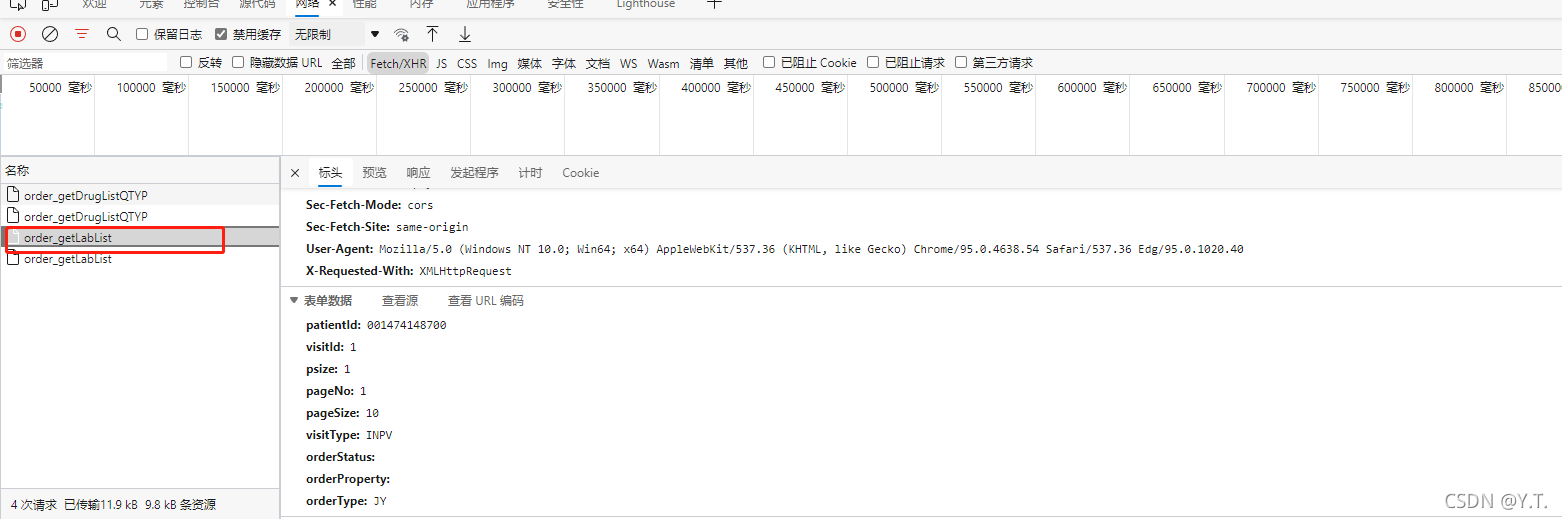 欢迎 元素 控制台 源代码 网络 × 性能 内存 应用程序 安全性 Lighthouse +
保留日志 禁用缓存 无限制
筛选器 反转 隐藏数据 URL 全部 Fetch/XHR JS CSS Img 媒体 字体 文档 WS Wasm 清单 其他 已阻止 Cookie 已阻止请求 第三方请求
50000 毫秒 100000 毫秒 150000 毫秒 200000 毫秒 250000 毫秒 300000 毫秒 350000 毫秒 400000 毫秒 450000 毫秒 500000 毫秒 550000 毫秒 600000 毫秒 650000 毫秒 700000 毫秒 750000 毫秒 800000 毫秒 85000
名称
order_getDrugListQTYP
order_getDrugListQTYP
order_getLabList
order_getLabList
4 次请求 已传输11.9 kB 9.8 kB 条资源
× 标头 预览 响应 发起程序 计时 Cookie
Sec-Fetch-Mode: cors
Sec-Fetch-Site: same-origin
User-Agent: Mozilla/5.0 (Windows NT 10.0; Win64; x64) AppleWebKit/537.36 (KHTML, like Gecko) Chrome/95.0.4638.54 Safari/537.36 Edg/95.0.1020.40
X-Requested-With: XMLHttpRequest
▼ 表单数据 查看源 查看 URL 编码
patientId: 001474148700
visitId: 1
psize: 1
pageNo: 1
pageSize: 10
visitType: INPV
orderStatus:
orderProperty:
orderType: JY
CSDN @Y.T.